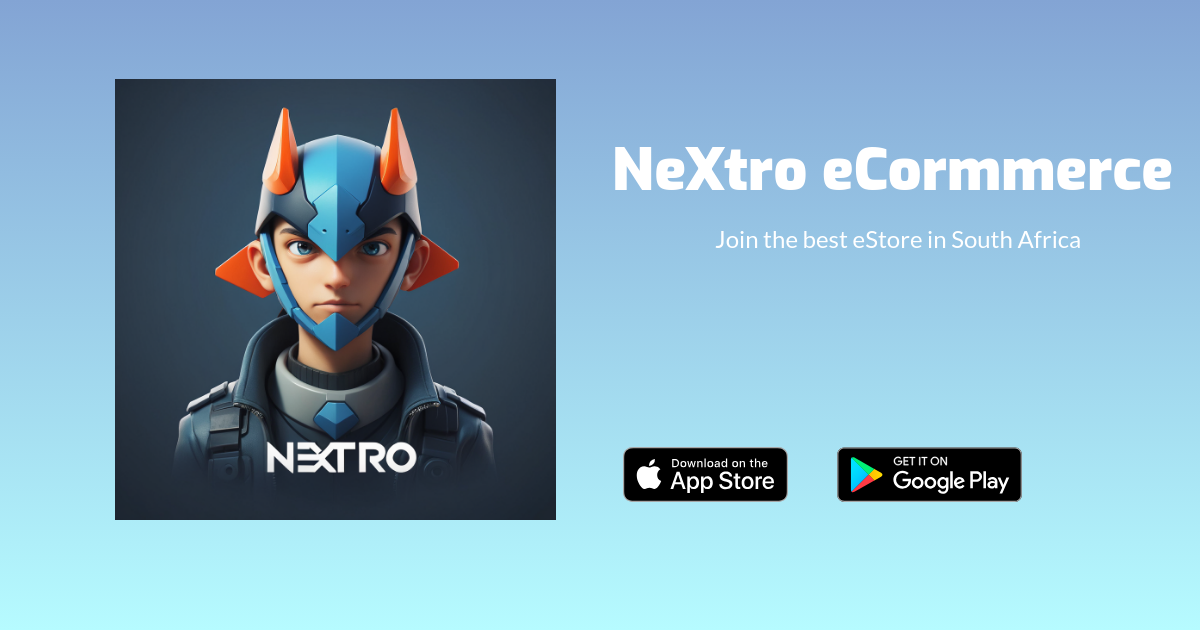 NEXTRO
NeXtro eCormmerce
Join the best eStore in South Africa
Download on the
App Store
GET IT ON
Google Play